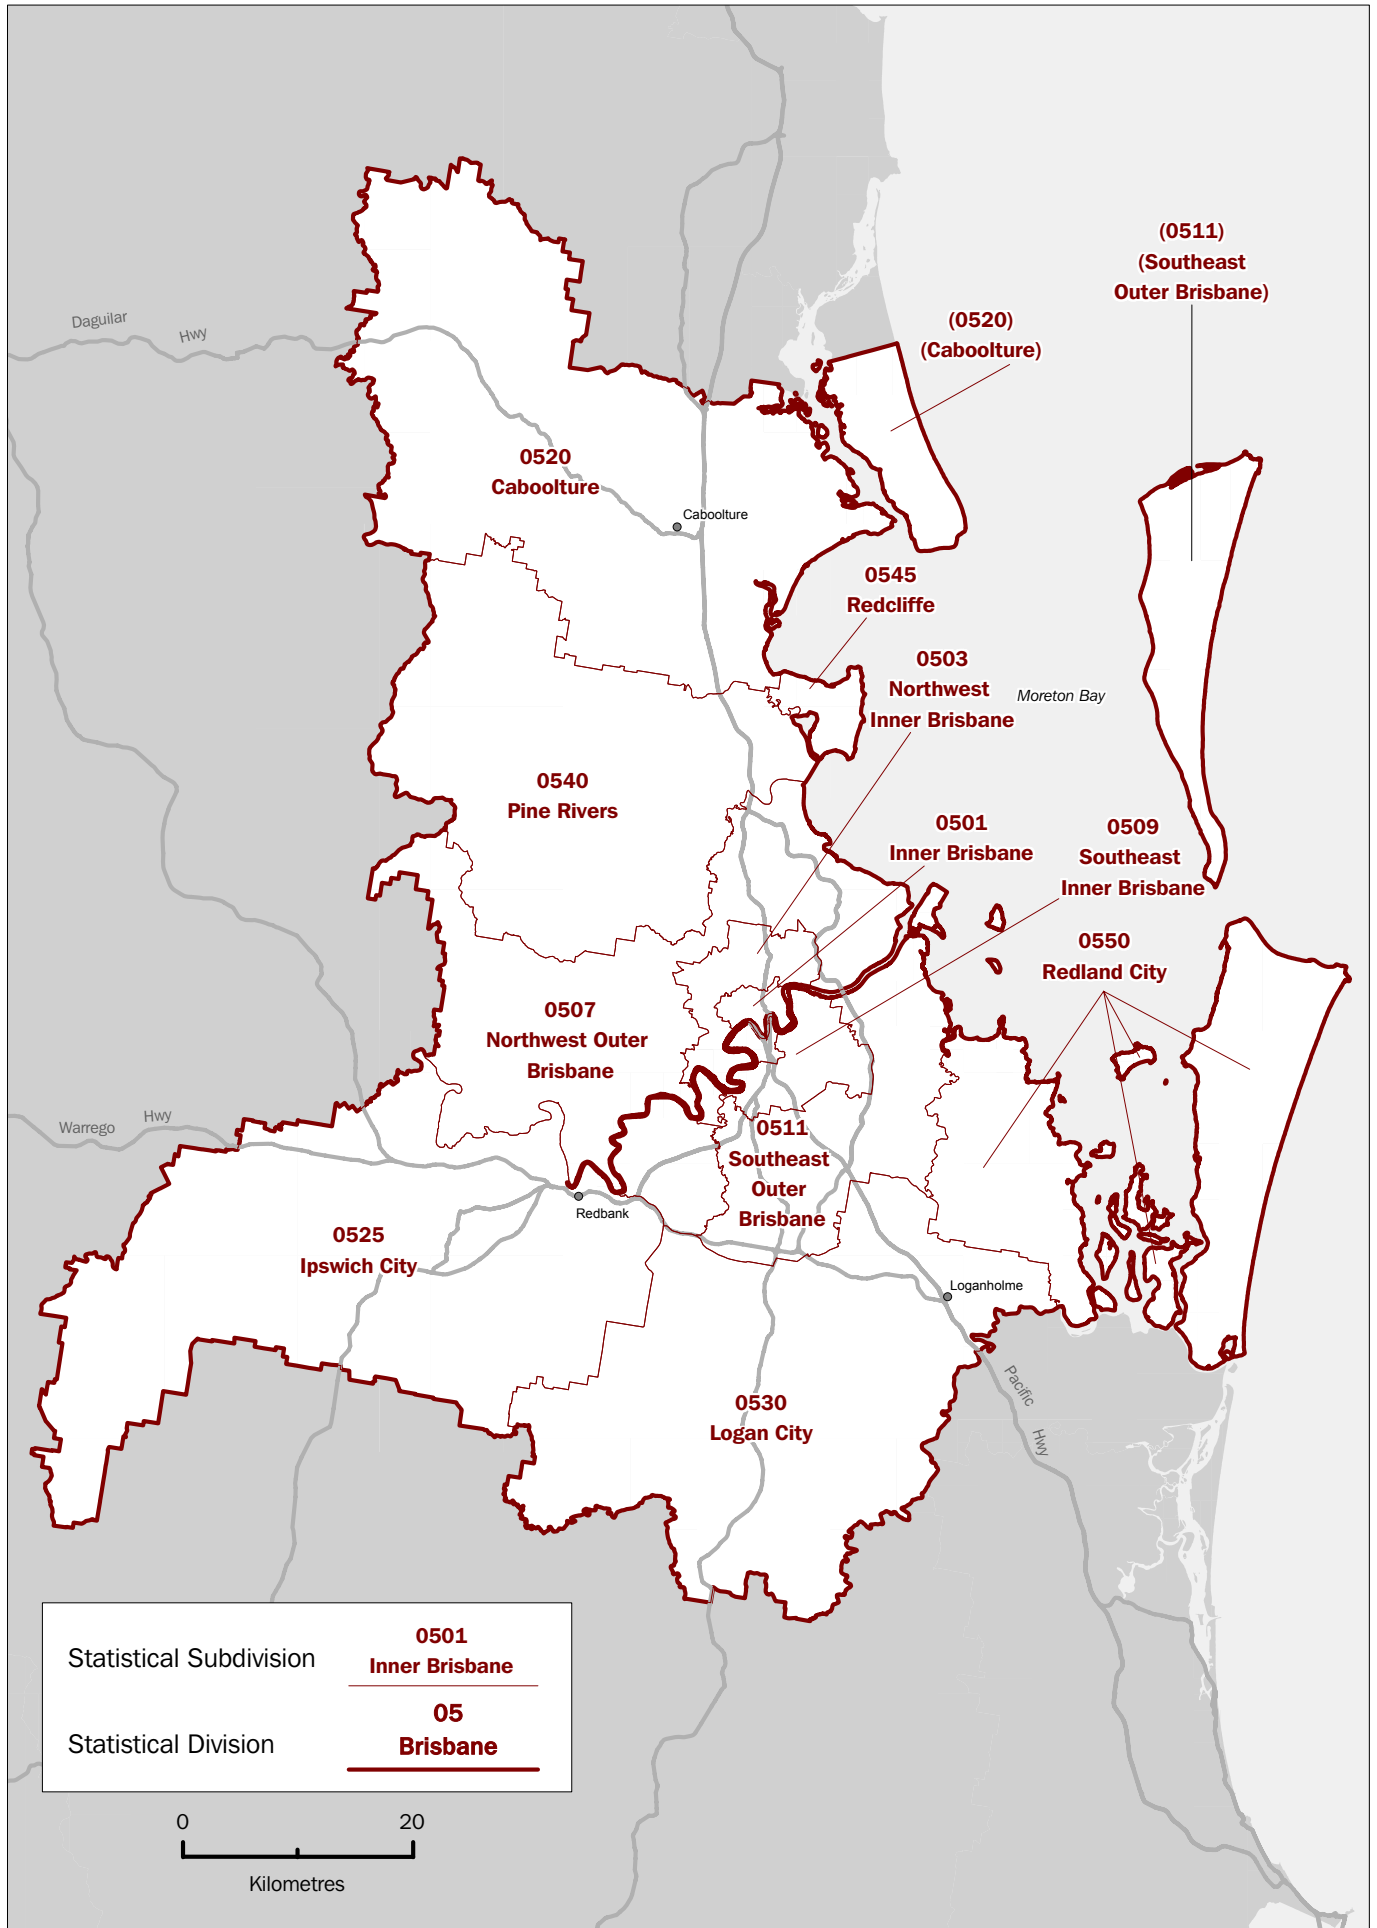 (0511)
(Southeast
Outer Brisbane)
Daguilar
Hwy
(0520)
(Caboolture)
0520
Caboolture
Caboolture
0545
Redcliffe
0503
Northwest
Inner Brisbane
Moreton Bay
0540
Pine Rivers
0501
Inner Brisbane
0509
Southeast
Inner Brisbane
0550
Redland City
0507
Northwest Outer
Brisbane
Warrego
Hwy
0511
Southeast
Outer
Brisbane
Redbank
0525
Ipswich City
Loganholme
Pacific
Hwy
0530
Logan City
Statistical Subdivision
0501
Inner Brisbane
Statistical Division
05
Brisbane
0
20
Kilometres